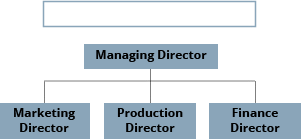 Managing Director
Marketing Production Finance
Director Director Director